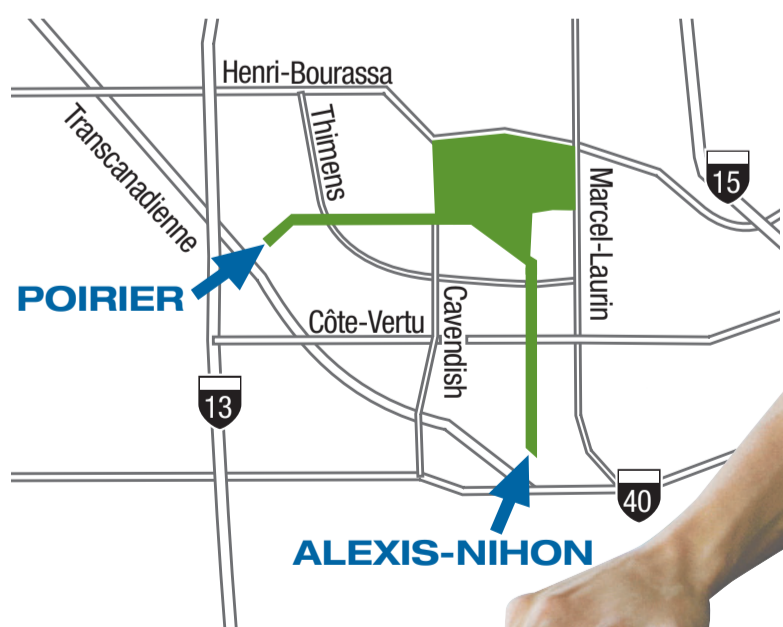 Henri-Bourassa
Transcanadienne
Thimens
Marcel-Laurin
15
POIRIER
Côte-Vertu
Cavendish
13
40
ALEXIS-NIHON